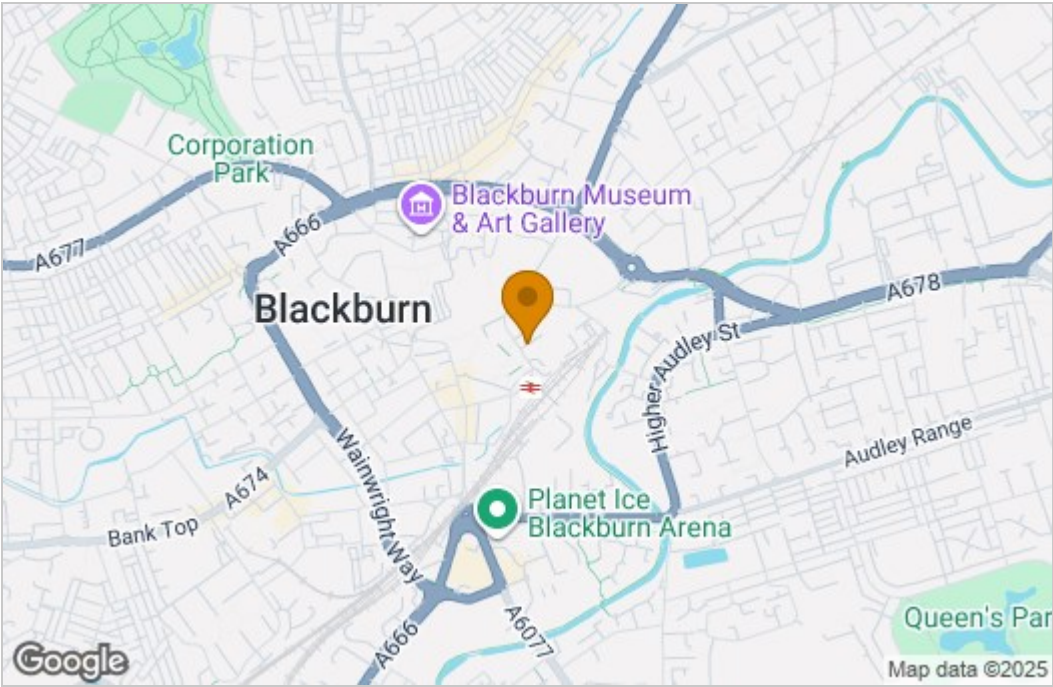 Corporation
Park
Blackburn Museum
& Art Gallery
A677
A666
A678
Blackburn
Higher Audley St
Audley Range
Wainwright Way
A674
Bank Top
Planet Ice
Blackburn Arena
Queen's Par
A666
A6077
Google
Map data ©2025